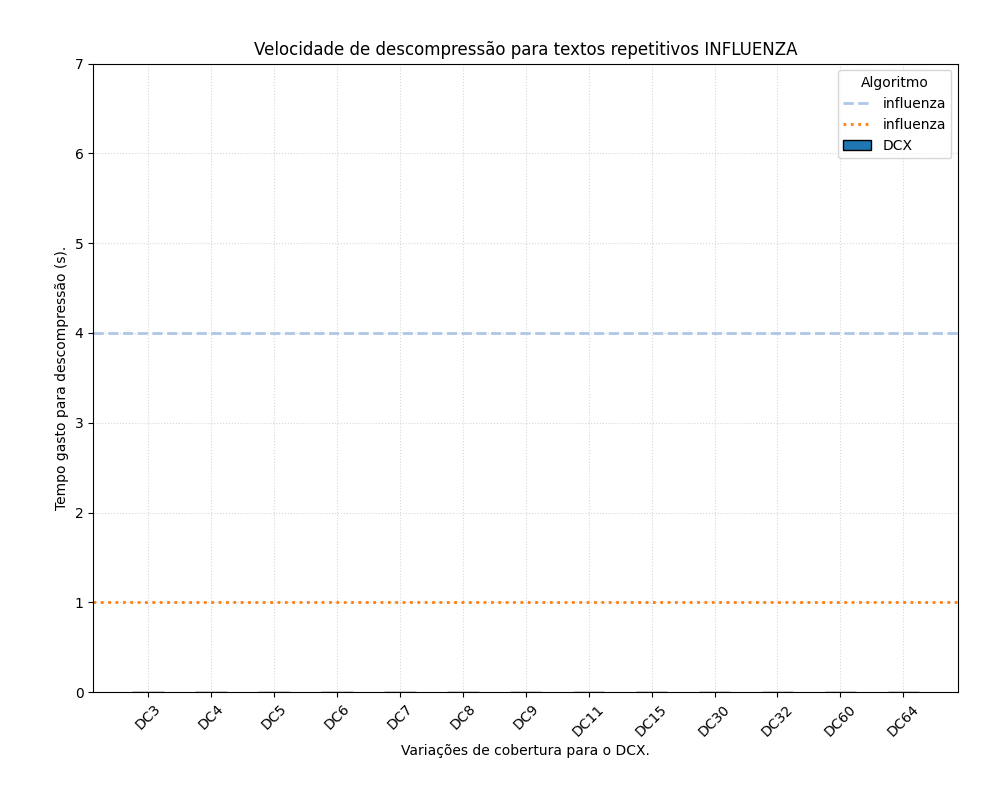 Velocidade de descompressão para textos repetitivos INFLUENZA
Algoritmo
influenza
influenza
DCX
Tempo gasto para descompressão (s).
7
6
5
4
3
2
1
0
DC3 DC4 DC5 DC6 DC7 DC8 DC9 DC11 DC15 DC30 DC32 DC60 DC64
Variações de cobertura para o DCX.